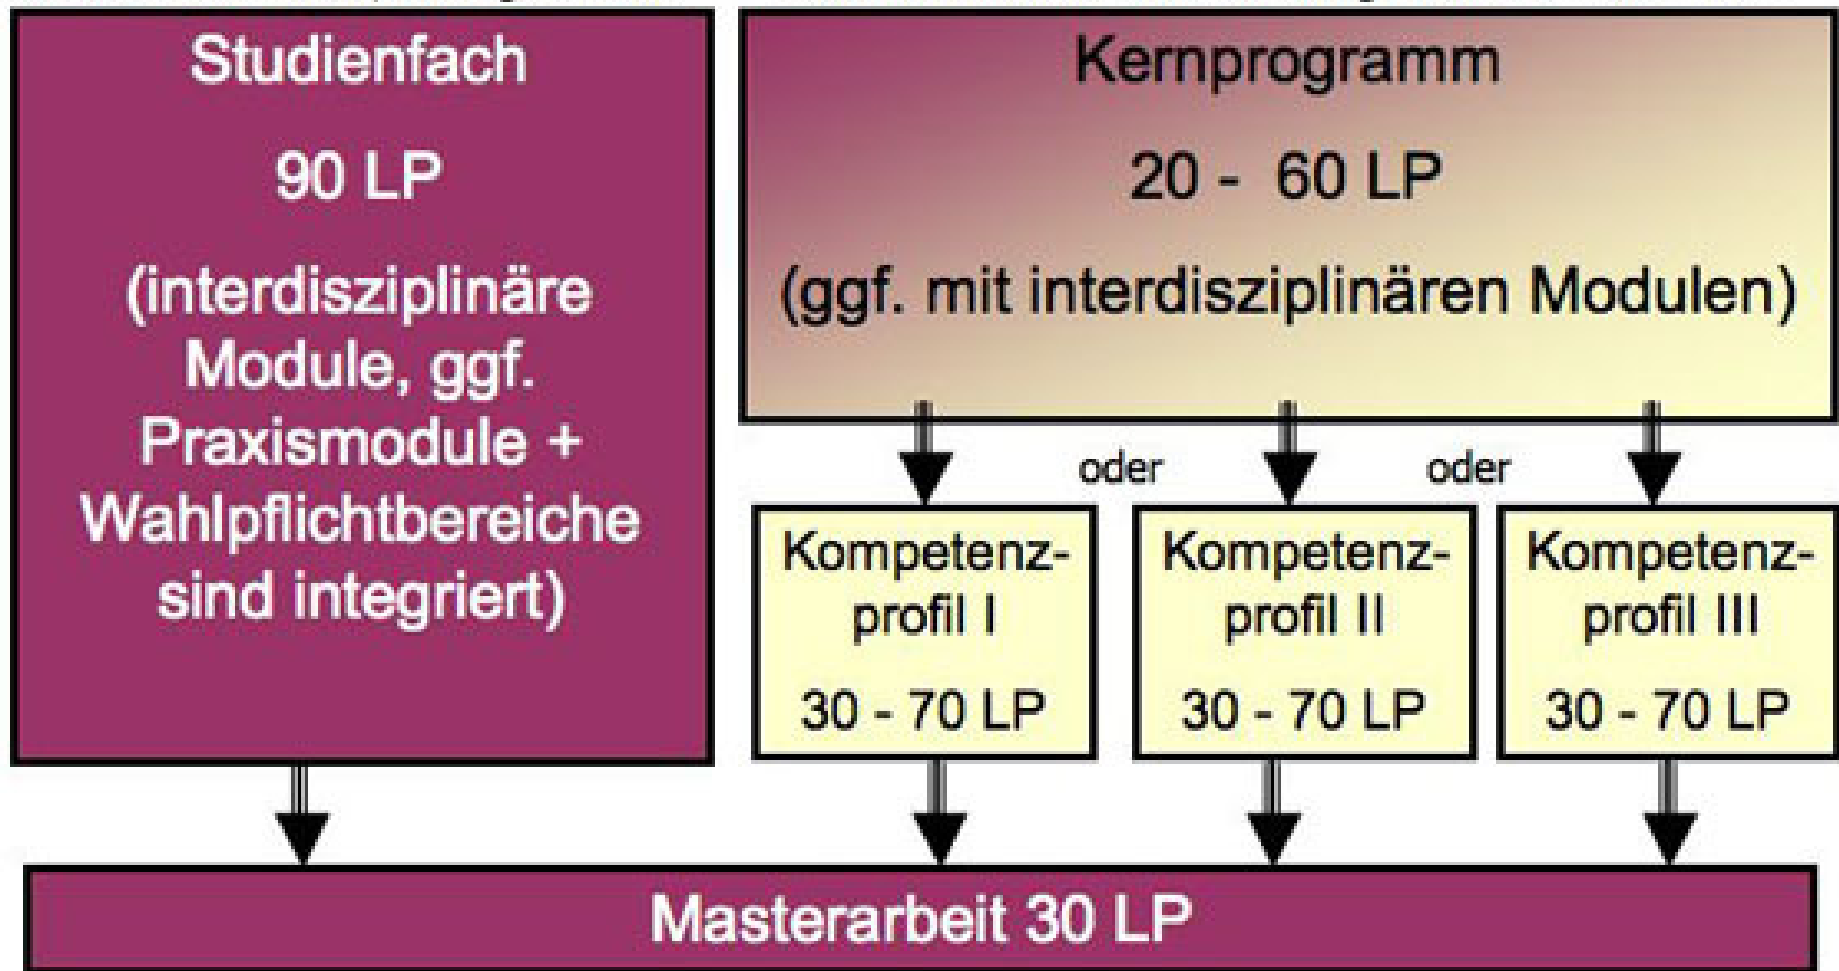 Studienfach
90 LP
(interdisziplinäre
Module, ggf.
Praxismodule +
Wahlpflichtbereiche
sind integriert)
Kernprogramm
20 -  60 LP
(ggf. mit interdisziplinären Modulen)
oder
oder
Kompetenz-
profil I
30 - 70 LP
Kompetenz-
profil II
30 - 70 LP
Kompetenz-
profil III
30 - 70 LP
Masterarbeit 30 LP